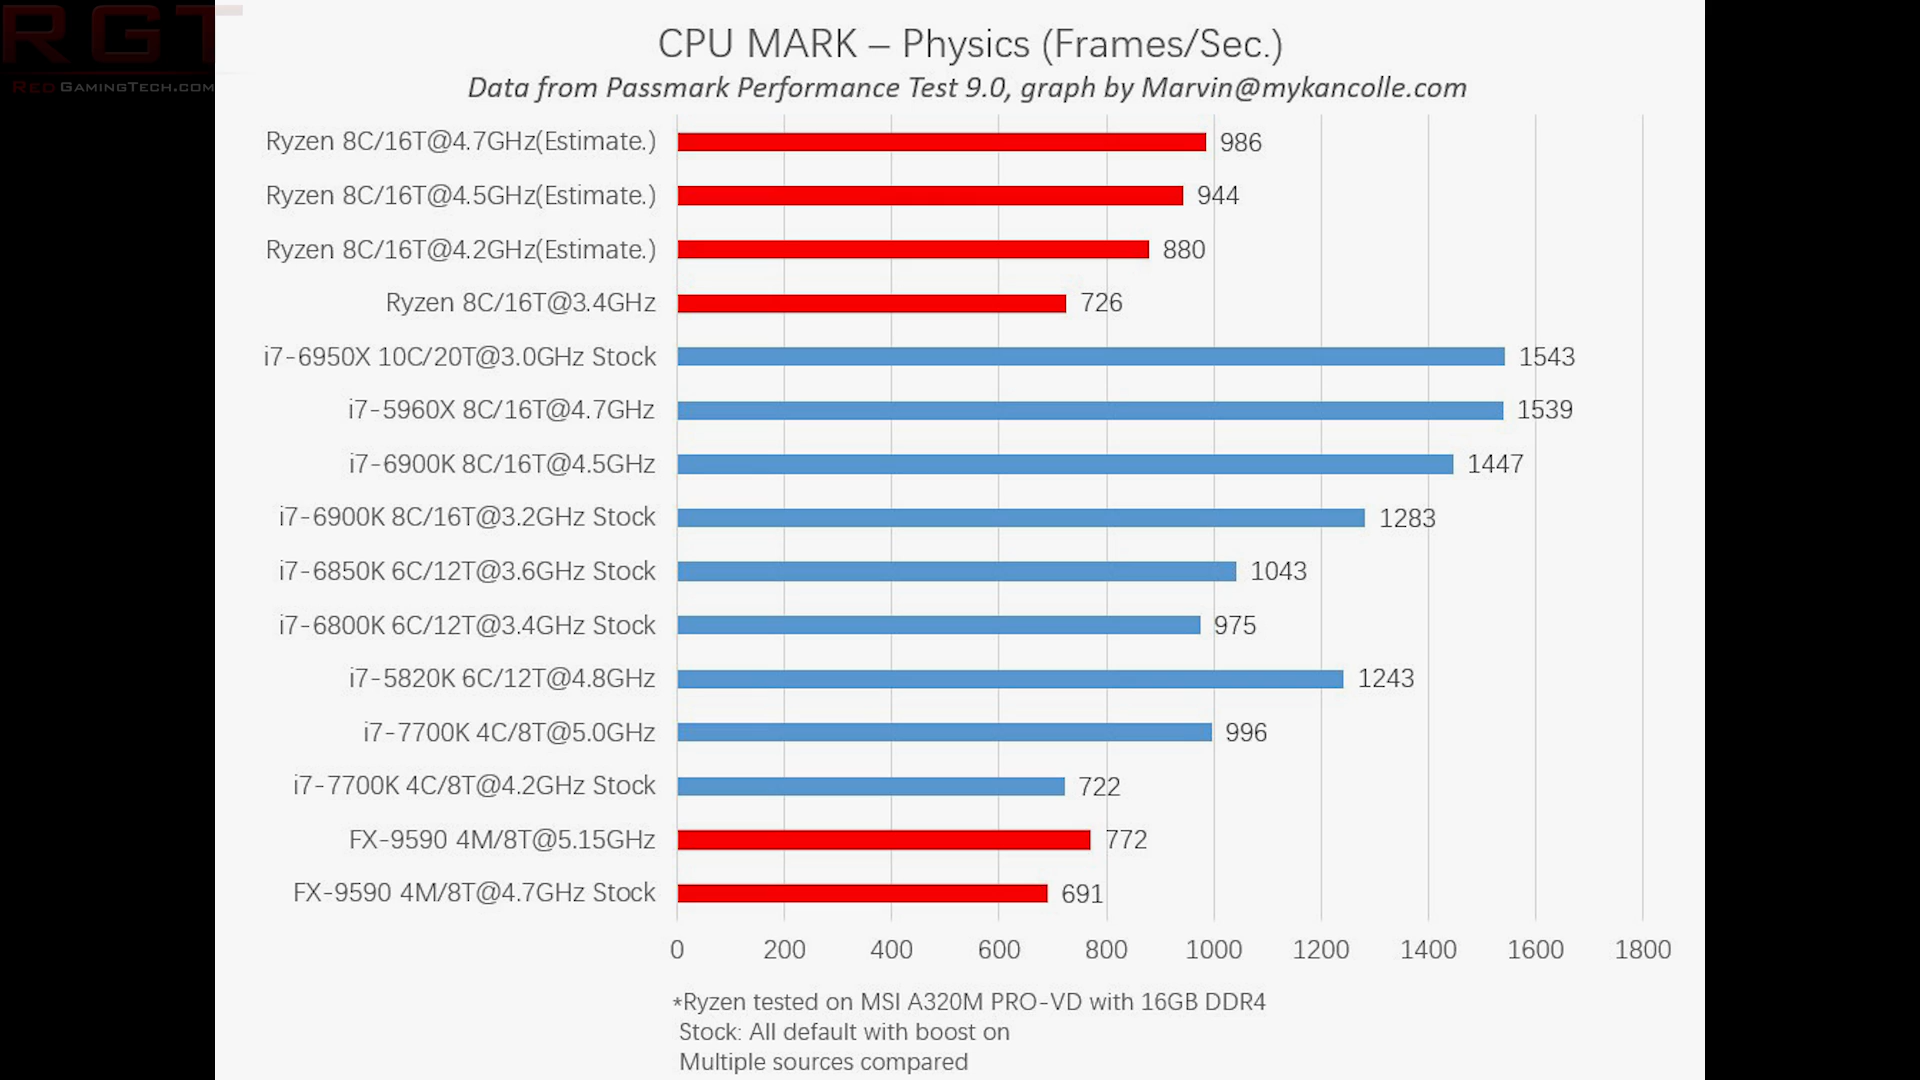 RGT
RED GAMINGTECH.COM
CPU MARK – Physics (Frames/Sec.)
Data from Passmark Performance Test 9.0, graph by Marvin@mykancolle.com
Ryzen 8C/16T@4.7GHz(Estimate.) 986
Ryzen 8C/16T@4.5GHz(Estimate.) 944
Ryzen 8C/16T@4.2GHz(Estimate.) 880
Ryzen 8C/16T@3.4GHz 726
i7-6950X 10C/20T@3.0GHz Stock 1543
i7-5960X 8C/16T@4.7GHz 1539
i7-6900K 8C/16T@4.5GHz 1447
i7-6900K 8C/16T@3.2GHz Stock 1283
i7-6850K 6C/12T@3.6GHz Stock 1043
i7-6800K 6C/12T@3.4GHz Stock 975
i7-5820K 6C/12T@4.8GHz 1243
i7-7700K 4C/8T@5.0GHz 996
i7-7700K 4C/8T@4.2GHz Stock 722
FX-9590 4M/8T@5.15GHz 772
FX-9590 4M/8T@4.7GHz Stock 691
0 200 400 600 800 1000 1200 1400 1600 1800
*Ryzen tested on MSI A320M PRO-VD with 16GB DDR4
Stock: All default with boost on
Multiple sources compared